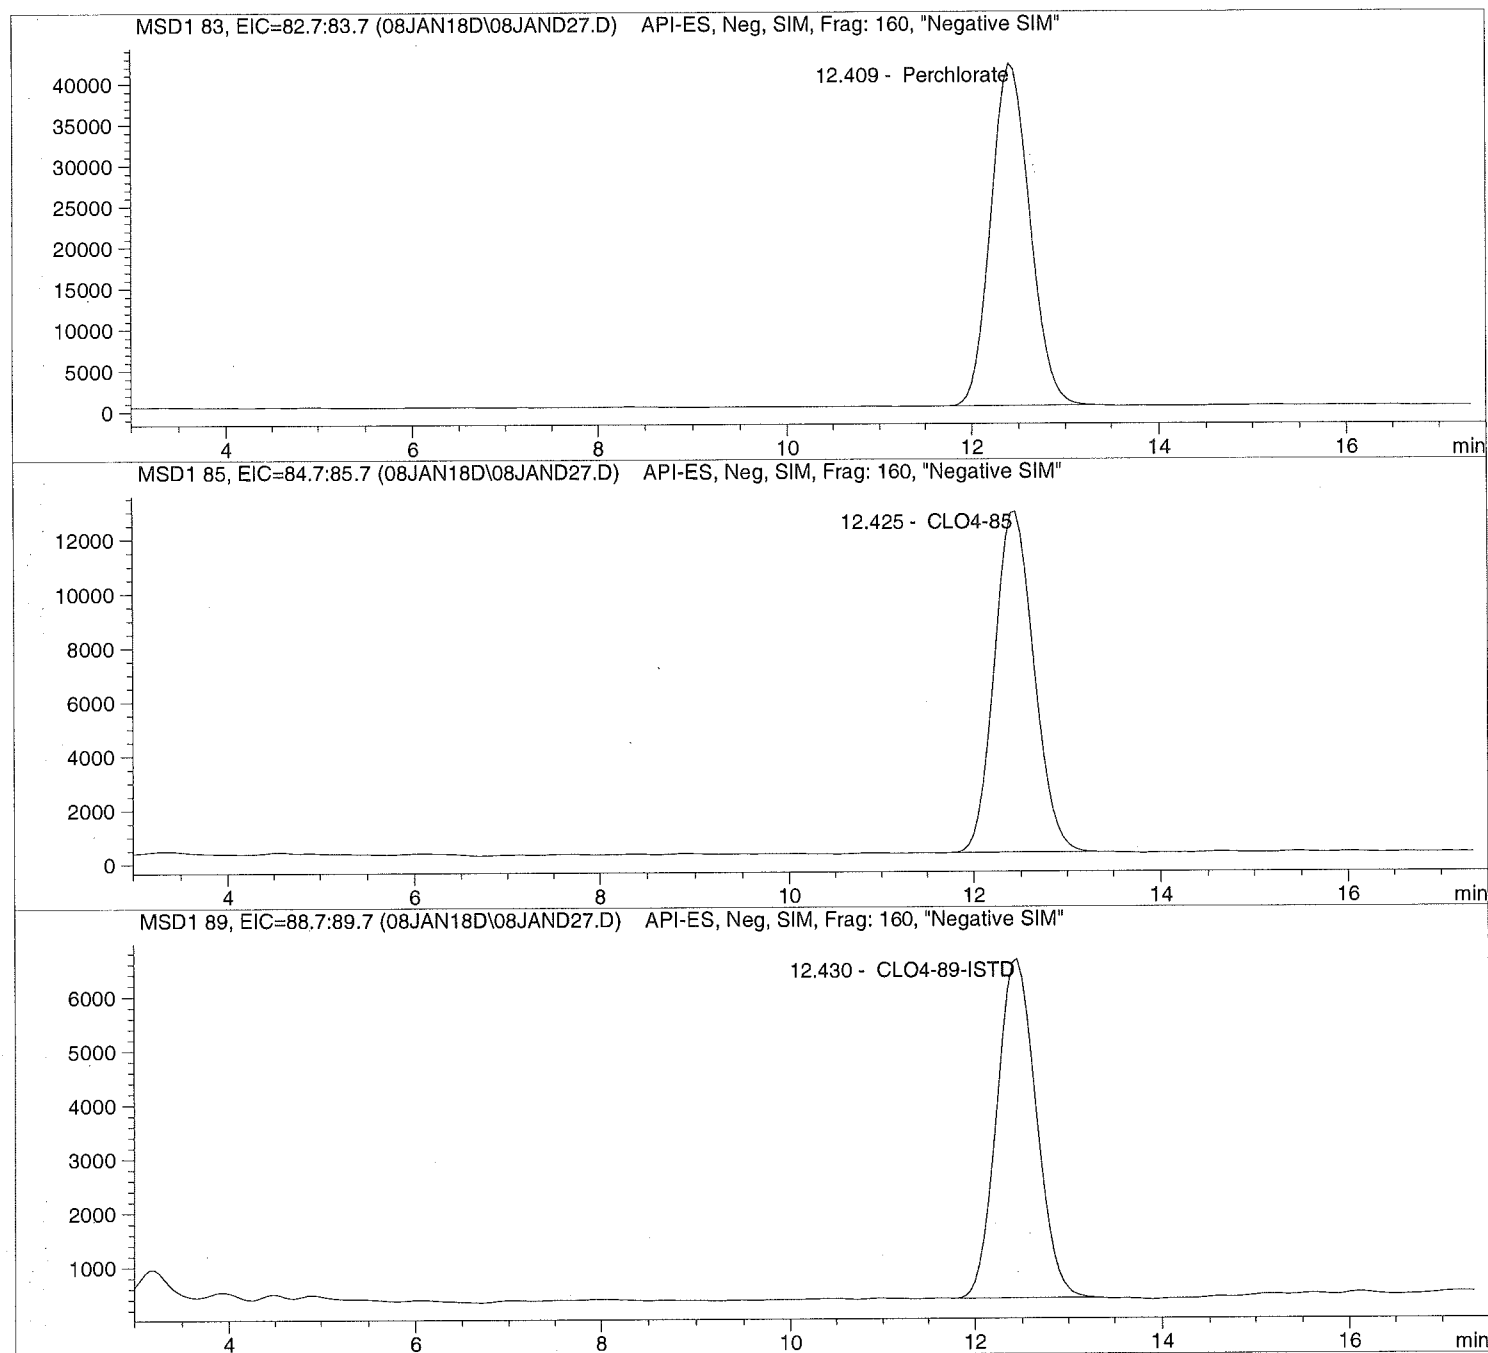 MSD1 83, EIC=82.7:83.7 (08JAN18D\08JAND27.D) API-ES, Neg, SIM, Frag: 160, "Negative SIM"
12.409 - Perchlorate
40000
35000
30000
25000
20000
15000
10000
5000
0
4 6 8 10 12 14 16 min
MSD1 85, EIC=84.7:85.7 (08JAN18D\08JAND27.D) API-ES, Neg, SIM, Frag: 160, "Negative SIM"
12.425 - CLO4-85
12000
10000
8000
6000
4000
2000
0
4 6 8 10 12 14 16 min
MSD1 89, EIC=88.7:89.7 (08JAN18D\08JAND27.D) API-ES, Neg, SIM, Frag: 160, "Negative SIM"
12.430 - CLO4-89-ISTD
6000
5000
4000
3000
2000
1000
4 6 8 10 12 14 16 min